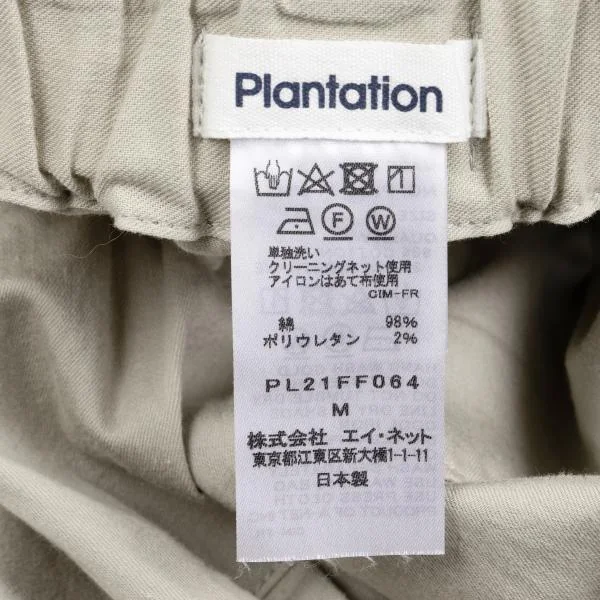 Plantation
F W
単独洗い
クリーニングネット使用
アイロンはあて布使用
CIM-FR
綿 98%
ポリウレタン 2%
PL21FF064
M
株式会社 エイ・ネット
東京都江東区新大橋1-1-11
日本製